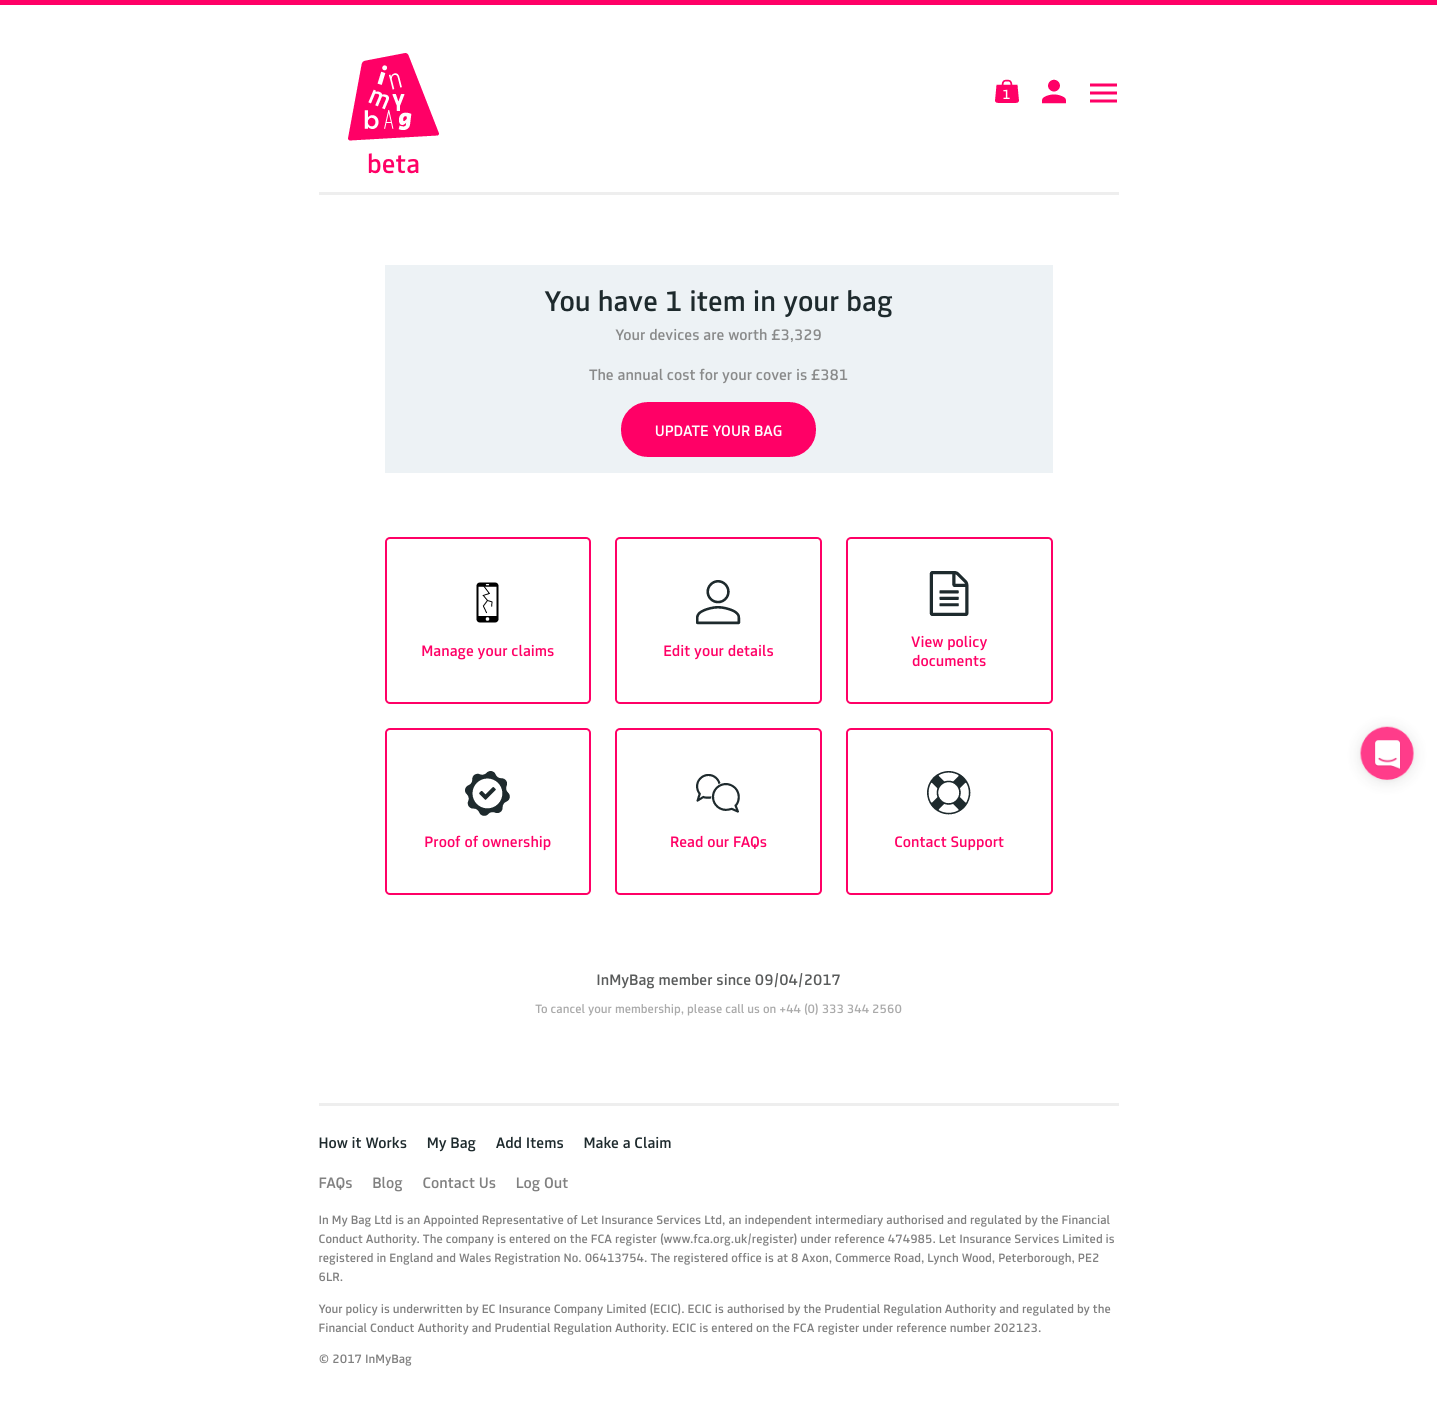 in
my
bAg
beta
1
You have 1 item in your bag
Your devices are worth £3,329
The annual cost for your cover is £381
UPDATE YOUR BAG
Manage your claims
Edit your details
View policy
documents
Proof of ownership
Read our FAQs
Contact Support
InMyBag member since 09/04/2017
To cancel your membership, please call us on +44 (0) 333 344 2560
How it Works My Bag Add Items Make a Claim
FAQs Blog Contact Us Log Out
In My Bag Ltd is an Appointed Representative of Let Insurance Services Ltd, an independent intermediary authorised and regulated by the Financial
Conduct Authority. The company is entered on the FCA register (www.fca.org.uk/register) under reference 474985. Let Insurance Services Limited is
registered in England and Wales Registration No. 06413754. The registered office is at 8 Axon, Commerce Road, Lynch Wood, Peterborough, PE2
6LR.
Your policy is underwritten by EC Insurance Company Limited (ECIC). ECIC is authorised by the Prudential Regulation Authority and regulated by the
Financial Conduct Authority and Prudential Regulation Authority. ECIC is entered on the FCA register under reference number 202123.
© 2017 InMyBag